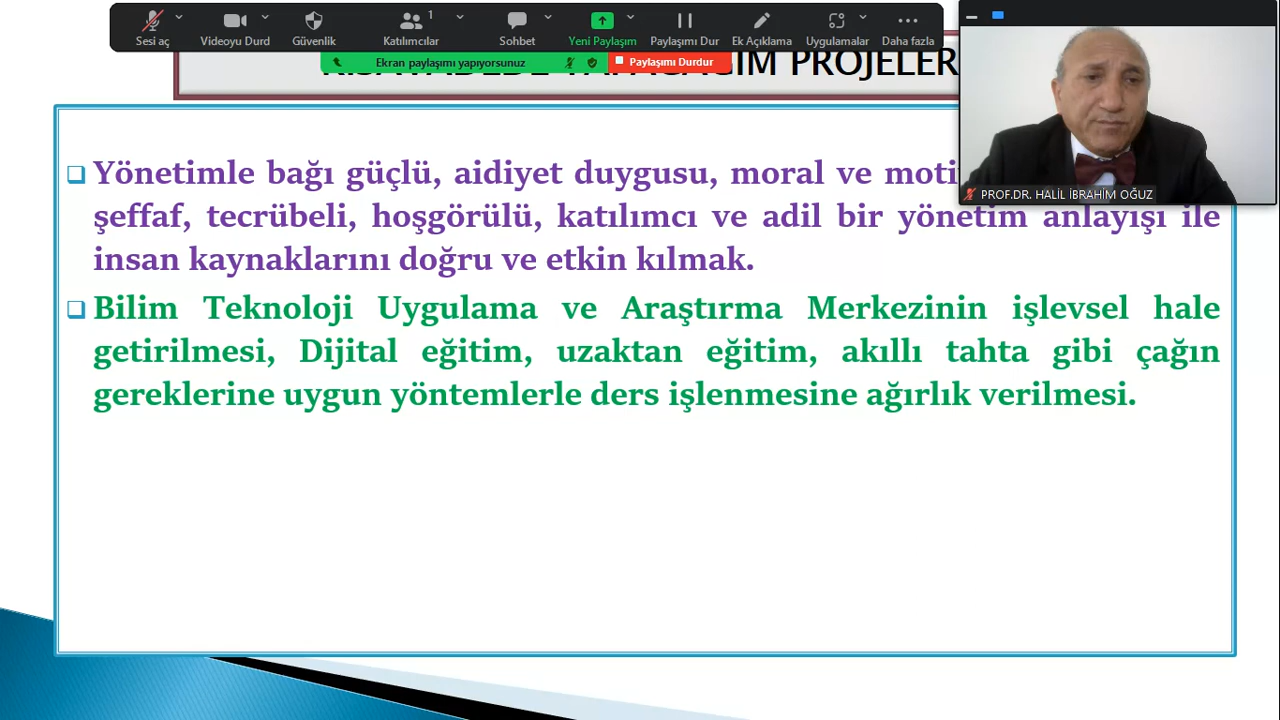 Sesi aç
Videoyu Durd
Güvenlik
Katılımcılar
1
Sohbet
Yeni Paylaşım
Paylaşımı Dur
Ek Açıklama
Uygulamalar
Daha fazla
Ekran paylaşımı yapıyorsunuz
Paylaşımı Durdur
PROJELER
PROF.DR. HALİL İBRAHİM OĞUZ
Yönetimle bağı güçlü, aidiyet duygusu, moral ve
şeffaf, tecrübeli, hoşgörülü, katılımcı ve adil bir yönetim anlayışı ile
insan kaynaklarını doğru ve etkin kılmak.
Bilim Teknoloji Uygulama ve Araştırma Merkezinin işlevsel hale
getirilmesi, Dijital eğitim, uzaktan eğitim, akıllı tahta gibi çağın
gereklerine uygun yöntemlerle ders işlenmesine ağırlık verilmesi.